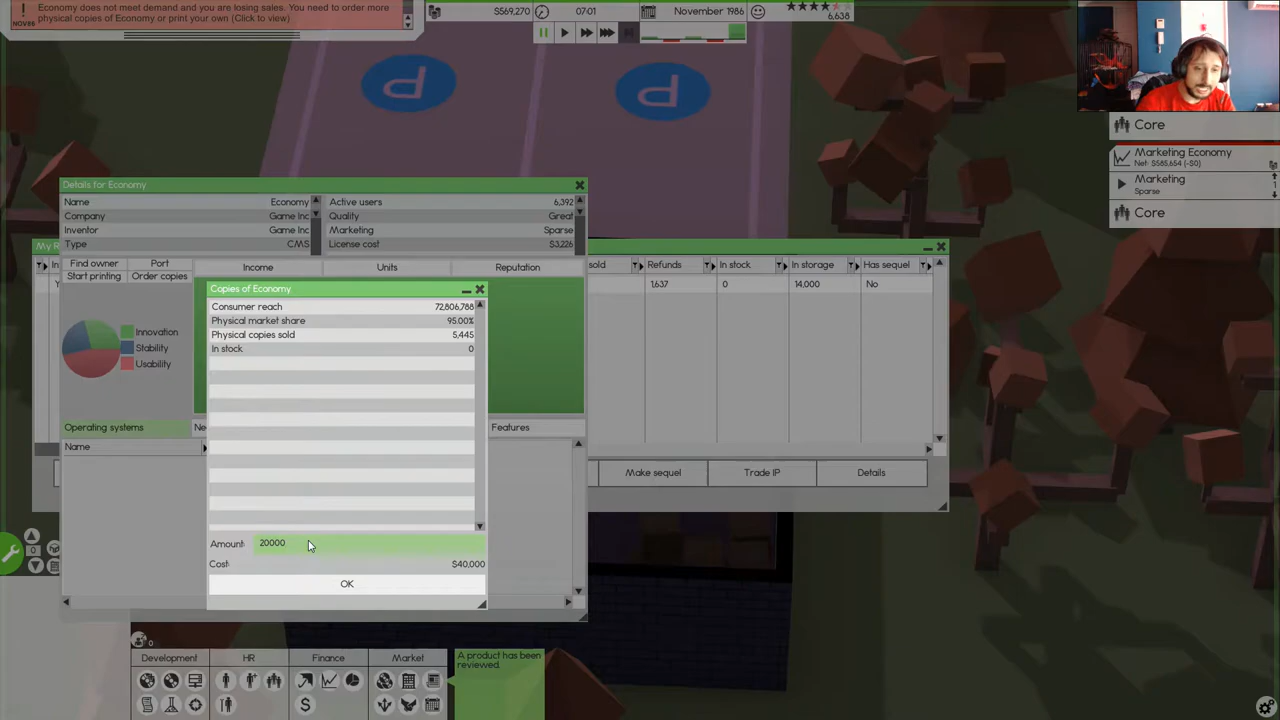 Economy does not meet demand and you are losing sales. You need to order more
physical copies of Economy or print your own (Click to view)
$569,270
07:01
November 1986
6,638
Core
Marketing Economy
Net: $585,654 (-$0)
Marketing
Sparse
1
Core
Details for Economy
Name Economy
Company Game Inc
Inventor Game Inc
Type CMS
Active users 6,392
Quality Great
Marketing Sparse
License cost $3,226
Find owner Port
Start printing Order copies
Income Units Reputation
Innovation
Stability
Usability
Operating systems
Features
Name
sold Refunds In stock In storage Has sequel
1,637 0 14,000 No
Make sequel Trade IP Details
Copies of Economy
Consumer reach 72,806,788
Physical market share 95.00%
Physical copies sold 5,445
In stock 0
Amount: 20000
Cost: $40,000
OK
0
0
Development HR Finance Market
A product has been
reviewed.